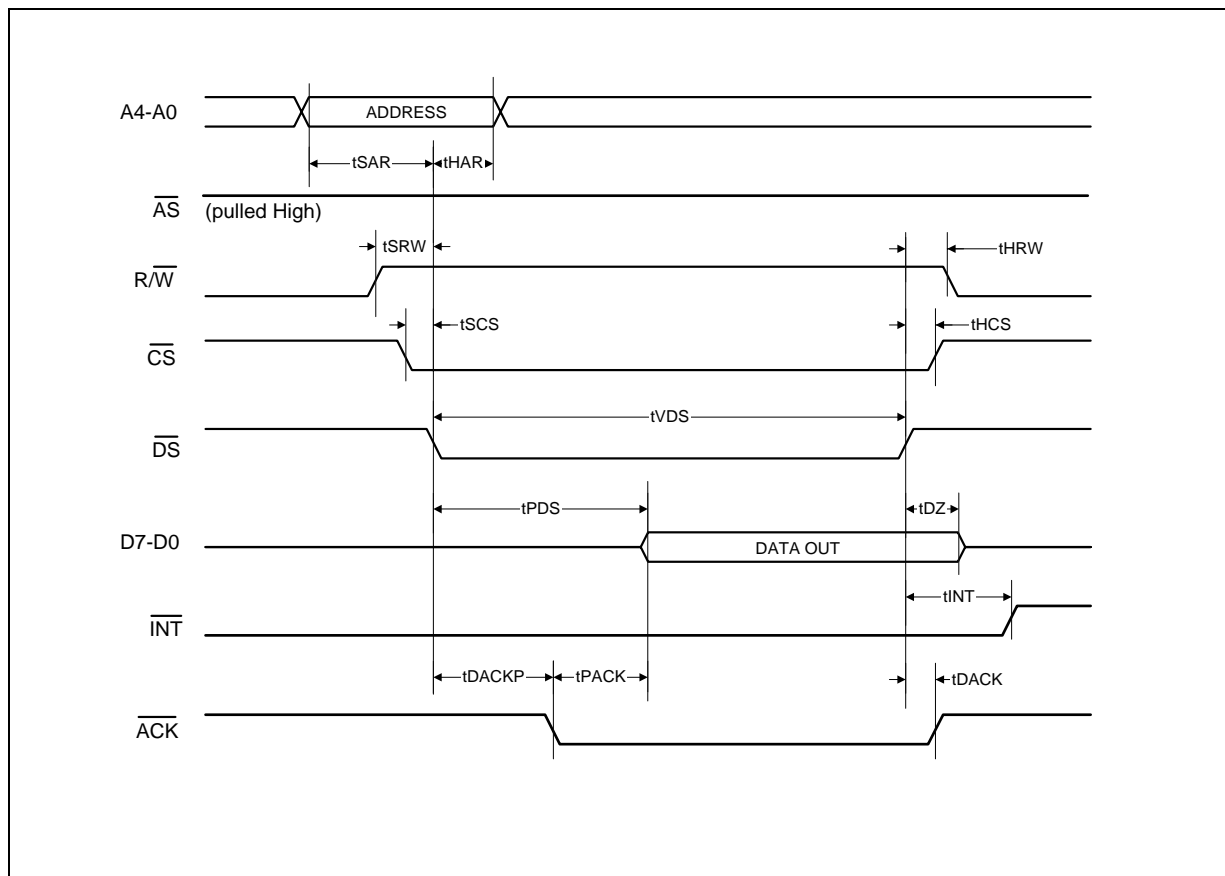 A4-A0
ADDRESS
tSAR
tHAR
AS
(pulled High)
tSRW
tHRW
R/W
tSCS
tHCS
CS
tVDS
DS
tPDS
tDZ
D7-D0
DATA OUT
tINT
INT
tDACKP
tPACK
tDACK
ACK